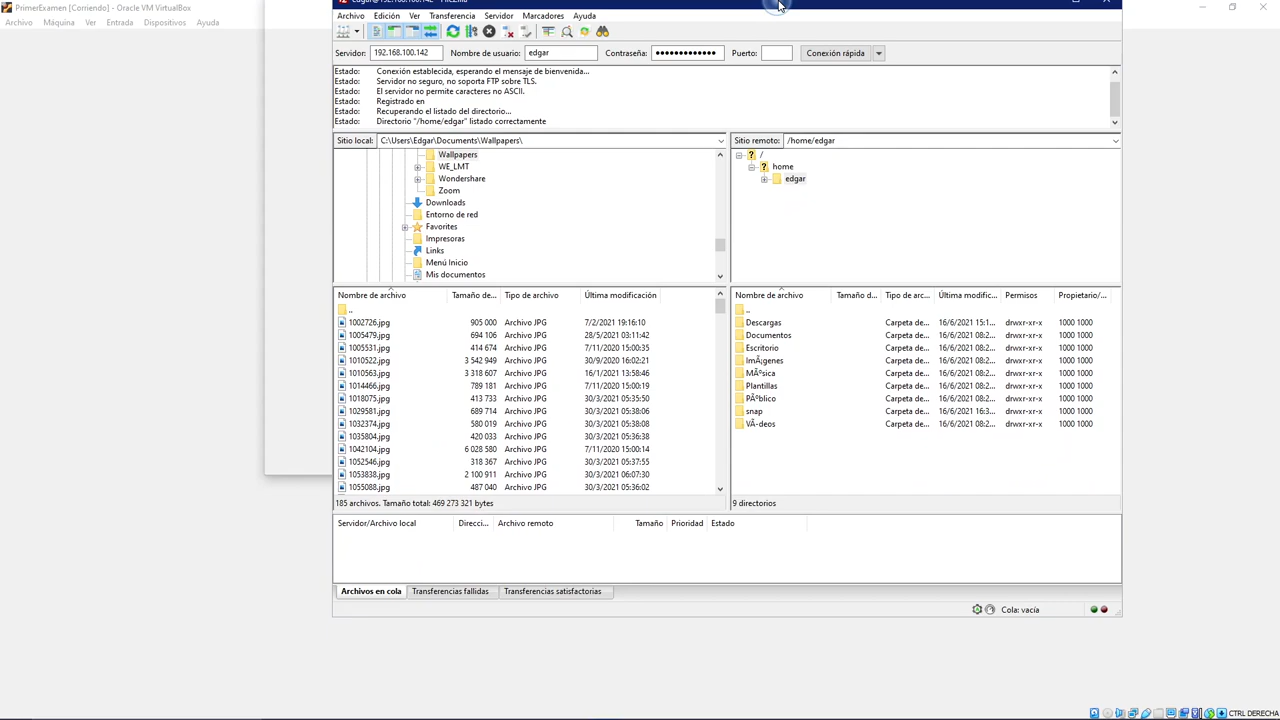 PrimerExamen [Corriendo] - Oracle VM VirtualBox
Archivo Máquina Ver Entrada Dispositivos Ayuda
Archivo Edición Ver Transferencia Servidor Marcadores Ayuda
Servidor: 192.168.100.142 Nombre de usuario: edgar Contraseña: ●●●●●●●●●●●●● Puerto: Conexión rápida
Estado: Conexión establecida, esperando el mensaje de bienvenida...
Estado: Servidor no seguro, no soporta FTP sobre TLS.
Estado: El servidor no permite caracteres no ASCII.
Estado: Registrado en
Estado: Recuperando el listado del directorio...
Estado: Directorio "/home/edgar" listado correctamente
Sitio local: C:\Users\Edgar\Documents\Wallpapers\
Wallpapers
WE_LMT
Wondershare
Zoom
Downloads
Entorno de red
Favorites
Impresoras
Links
Menú Inicio
Mis documentos
Sitio remoto: /home/edgar
/
home
edgar
Nombre de archivo Tamaño de... Tipo de archivo Última modificación
..
1002726.jpg 905 000 Archivo JPG 7/2/2021 19:16:10
1005479.jpg 694 106 Archivo JPG 28/5/2021 03:11:42
1005531.jpg 414 674 Archivo JPG 7/11/2020 15:00:35
1010522.jpg 3 542 949 Archivo JPG 30/9/2020 16:02:21
1010563.jpg 3 318 607 Archivo JPG 16/1/2021 13:58:46
1014466.jpg 789 181 Archivo JPG 7/11/2020 15:00:19
1018075.jpg 413 733 Archivo JPG 30/3/2021 05:35:50
1029581.jpg 689 714 Archivo JPG 30/3/2021 05:38:06
1032374.jpg 580 019 Archivo JPG 30/3/2021 05:38:08
1035804.jpg 420 033 Archivo JPG 30/3/2021 05:36:38
1042104.jpg 6 028 580 Archivo JPG 7/11/2020 15:00:14
1052546.jpg 318 367 Archivo JPG 30/3/2021 05:37:55
1053838.jpg 2 100 911 Archivo JPG 30/3/2021 06:07:30
1055088.jpg 487 040 Archivo JPG 30/3/2021 05:36:02
185 archivos. Tamaño total: 469 273 321 bytes
Nombre de archivo Tamaño d... Tipo de arc... Última modific... Permisos Propietario/...
..
Descargas Carpeta de... 16/6/2021 15:1... drwxr-xr-x 1000 1000
Documentos Carpeta de... 16/6/2021 08:2... drwxr-xr-x 1000 1000
Escritorio Carpeta de... 16/6/2021 08:2... drwxr-xr-x 1000 1000
ImÃ¡genes Carpeta de... 16/6/2021 08:2... drwxr-xr-x 1000 1000
MÃºsica Carpeta de... 16/6/2021 08:2... drwxr-xr-x 1000 1000
Plantillas Carpeta de... 16/6/2021 08:2... drwxr-xr-x 1000 1000
PÃºblico Carpeta de... 16/6/2021 08:2... drwxr-xr-x 1000 1000
snap Carpeta de... 16/6/2021 16:3... drwxr-xr-x 1000 1000
VÃ-deos Carpeta de... 16/6/2021 08:2... drwxr-xr-x 1000 1000
9 directorios
Servidor/Archivo local Direcci... Archivo remoto Tamaño Prioridad Estado
Archivos en cola Transferencias fallidas Transferencias satisfactorias
Cola: vacía
CTRL DERECHA